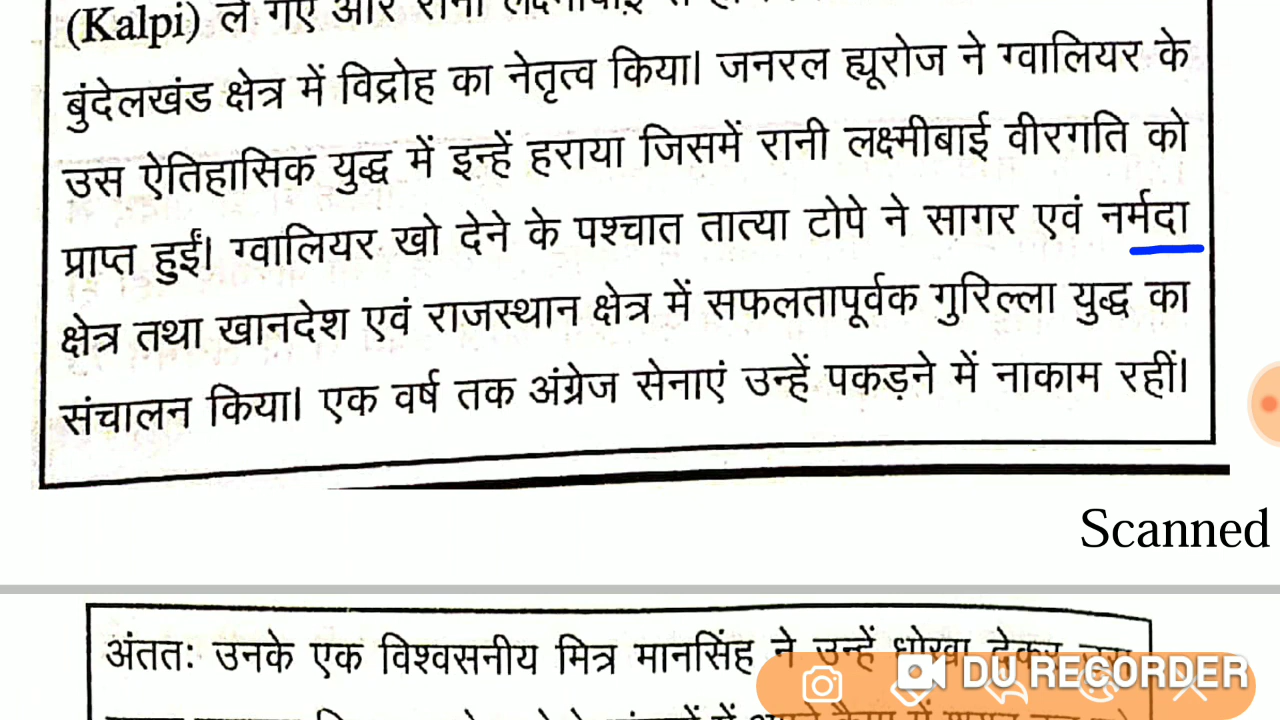 (Kalpi) ले गए और रानी
बुंदेलखंड क्षेत्र में विद्रोह का नेतृत्व किया। जनरल ह्यूरोज ने ग्वालियर के
उस ऐतिहासिक युद्ध में इन्हें हराया जिसमें रानी लक्ष्मीबाई वीरगति को
प्राप्त हुईं। ग्वालियर खो देने के पश्चात तात्या टोपे ने सागर एवं नर्मदा
क्षेत्र तथा खानदेश एवं राजस्थान क्षेत्र में सफलतापूर्वक गुरिल्ला युद्ध का
संचालन किया। एक वर्ष तक अंग्रेज सेनाएं उन्हें पकड़ने में नाकाम रहीं।
Scanned
अंततः उनके एक विश्वसनीय मित्र मानसिंह ने उन्हें धोखा देकर
DU RECORDER